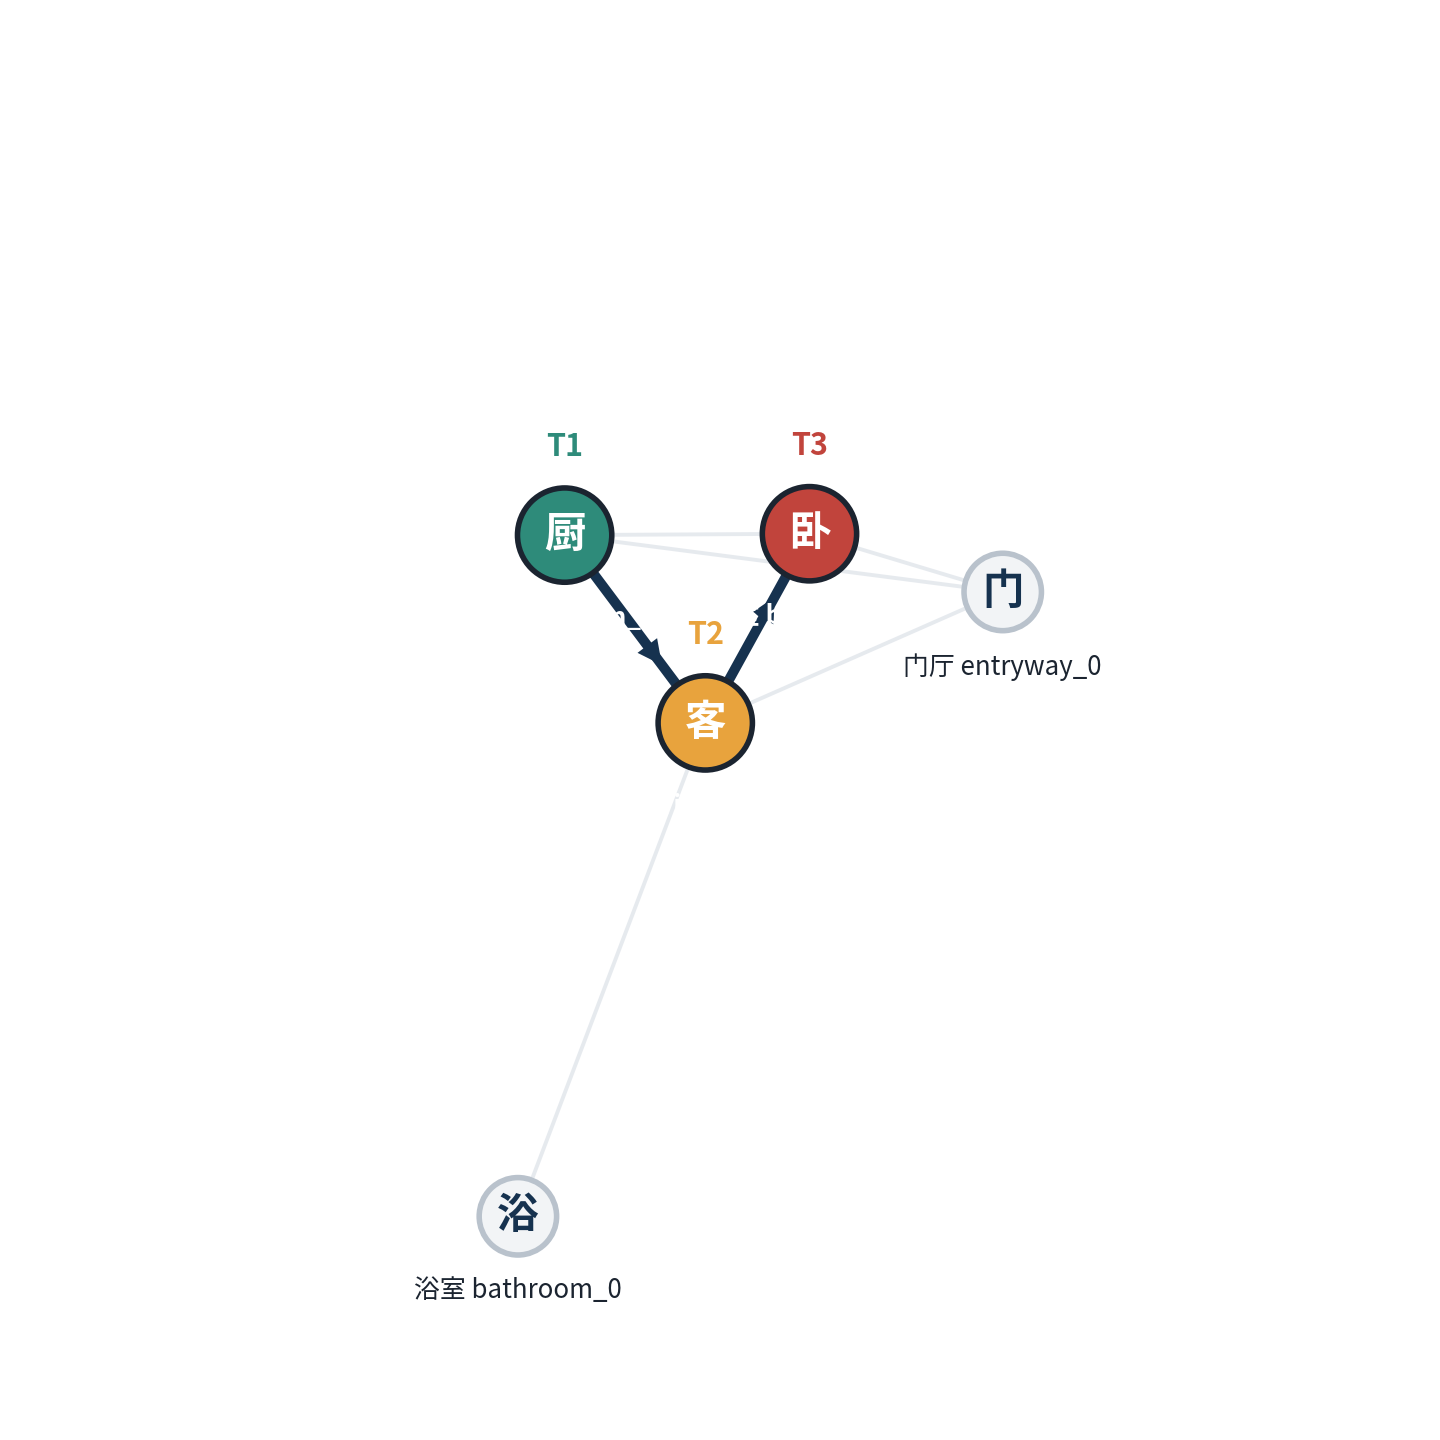 T1
T3
厨
卧
门
T2
门厅 entryway_0
客
浴
浴室 bathroom_0